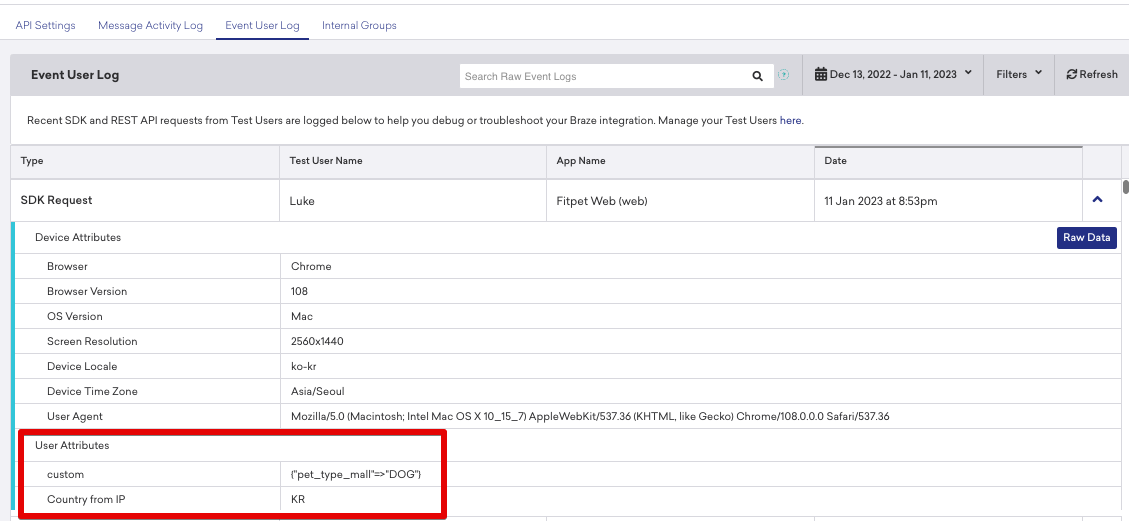 API Settings Message Activity Log Event User Log Internal Groups
Event User Log Search Raw Event Logs ? Dec 13, 2022 - Jan 11, 2023 Filters Refresh
Recent SDK and REST API requests from Test Users are logged below to help you debug or troubleshoot your Braze integration. Manage your Test Users here.
Type Test User Name App Name Date
SDK Request Luke Fitpet Web (web) 11 Jan 2023 at 8:53pm
Device Attributes Raw Data
Browser Chrome
Browser Version 108
OS Version Mac
Screen Resolution 2560x1440
Device Locale ko-kr
Device Time Zone Asia/Seoul
User Agent Mozilla/5.0 (Macintosh; Intel Mac OS X 10_15_7) AppleWebKit/537.36 (KHTML, like Gecko) Chrome/108.0.0.0 Safari/537.36
User Attributes
custom {"pet_type_mall"=>"DOG"}
Country from IP KR